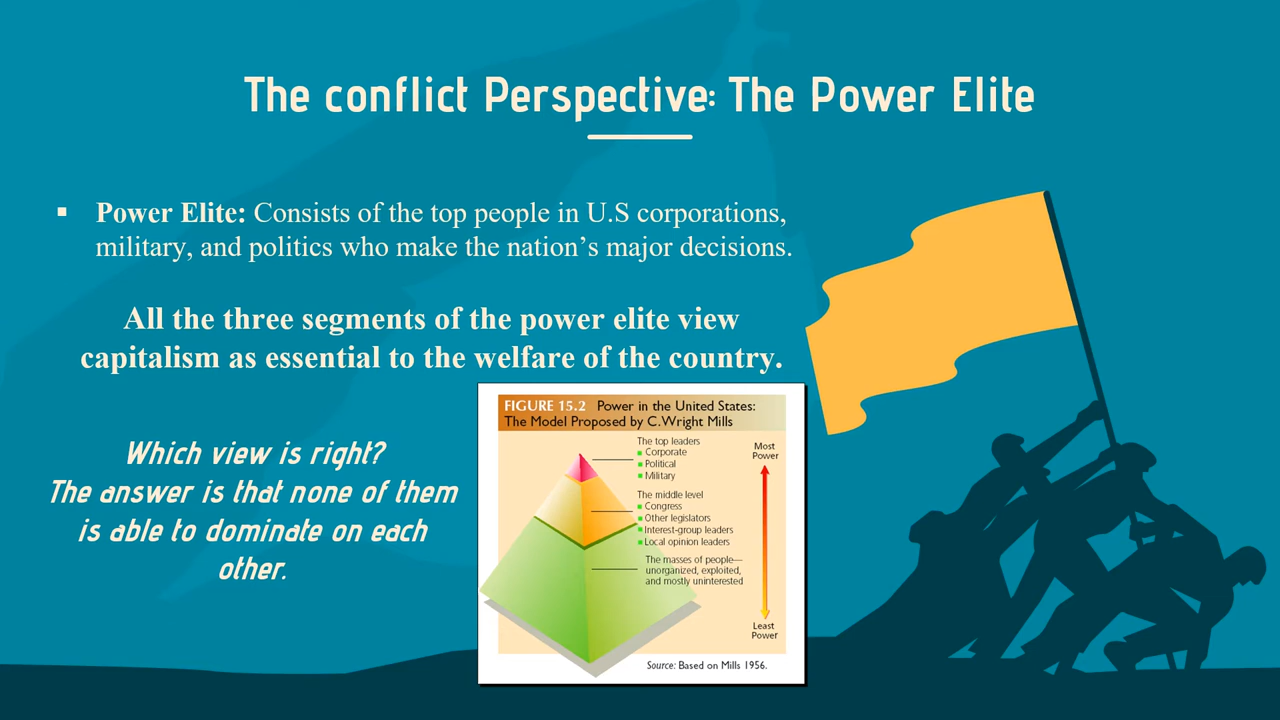 The conflict Perspective: The Power Elite
▪ Power Elite: Consists of the top people in U.S corporations,
military, and politics who make the nation’s major decisions.
All the three segments of the power elite view
capitalism as essential to the welfare of the country.
Which view is right?
The answer is that none of them
is able to dominate on each
other.
FIGURE 15.2 Power in the United States:
The Model Proposed by C.Wright Mills
The top leaders
Corporate
Political
Military
The middle level
Congress
Other legislators
Interest-group leaders
Local opinion leaders
The masses of people—
unorganized, exploited,
and mostly uninterested
Most
Power
Least
Power
Source: Based on Mills 1956.